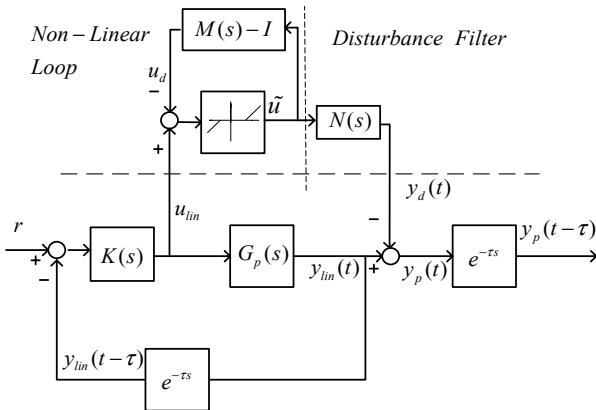 Non – Linear
Loop
M(s) – I
Disturbance Filter
u_d
–
+
ũ
N(s)
u_lin
y_d(t)
r
+
–
K(s)
G_p(s)
y_lin(t)
–
+
y_p(t)
e^{-τs}
y_p(t – τ)
y_lin(t – τ)
e^{-τs}